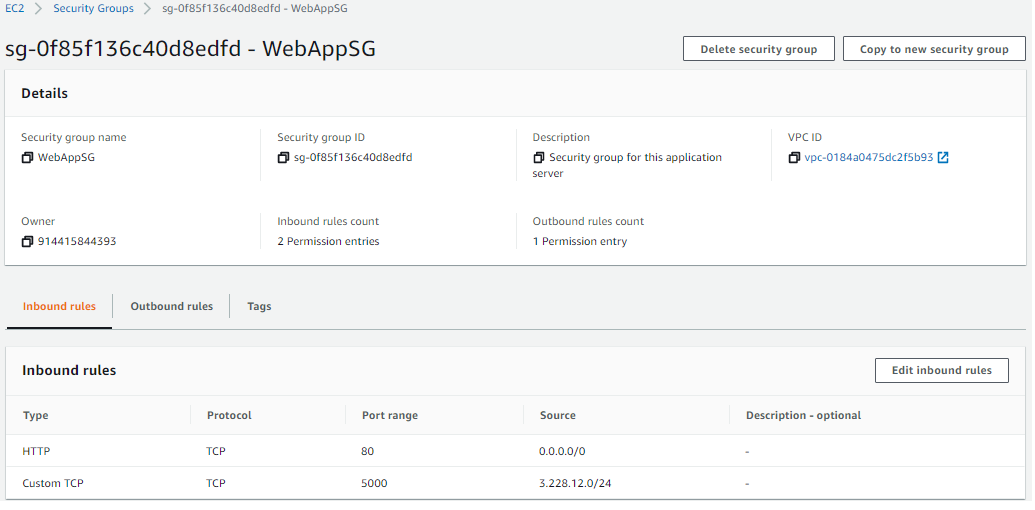 EC2 Security Groups sg-0f85f136c40d8edfd - WebAppSG
sg-0f85f136c40d8edfd - WebAppSG
Delete security group Copy to new security group
Details
Security group name Security group ID Description VPC ID
WebAppSG sg-0f85f136c40d8edfd Security group for this application vpc-0184a0475dc2f5b93
server
Owner Inbound rules count Outbound rules count
914415844393 2 Permission entries 1 Permission entry
Inbound rules Outbound rules Tags
Inbound rules Edit inbound rules
Type Protocol Port range Source Description - optional
HTTP TCP 80 0.0.0.0/0 -
Custom TCP TCP 5000 3.228.12.0/24 -